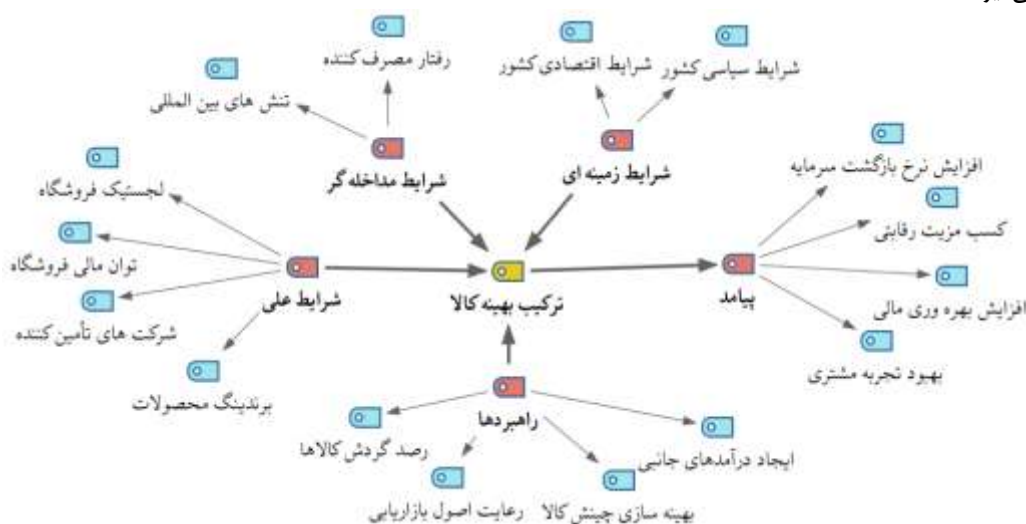 رفتار مصرف کننده
شرایط اقتصادی کشور
شرایط سیاسی کشور
تنش های بین المللی
شرایط مداخله گر
شرایط زمینه ای
افزایش نرخ بازگشت سرمایه
لجستیک فروشگاه
کسب مزیت رقابتی
توان مالی فروشگاه
شرایط علی
ترکیب بهینه کالا
پیامد
افزایش بهره وری مالی
شرکت های تأمین کننده
بهبود تجربه مشتری
برندینگ محصولات
راهبردها
رصد گردش کالاها
ایجاد درآمدهای جانبی
رعایت اصول بازاریابی
بهینه سازی چینش کالا